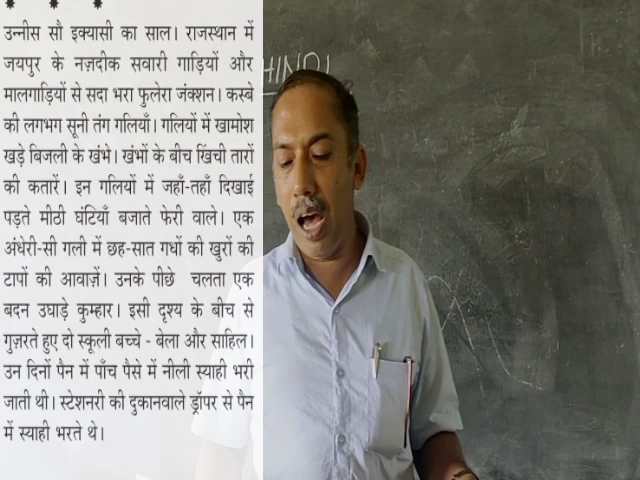 * * *
उन्नीस सौ इक्यासी का साल। राजस्थान में
जयपुर के नज़दीक सवारी गाड़ियों और
मालगाड़ियों से सदा भरा फुलेरा जंक्शन। कस्बे
की लगभग सूनी तंग गलियाँ। गलियों में खामोश
खड़े बिजली के खंभे। खंभों के बीच खिंची तारों
की कतारें। इन गलियों में जहाँ-तहाँ दिखाई
पड़ते मीठी घंटियाँ बजाते फेरी वाले। एक
अंधेरी-सी गली में छह-सात गधों की खुरों की
टापों की आवाज़ें। उनके पीछे चलता एक
बदन उघाड़े कुम्हार। इसी दृश्य के बीच से
गुज़रते हुए दो स्कूली बच्चे - बेला और साहिल।
उन दिनों पैन में पाँच पैसे में नीली स्याही भरी
जाती थी। स्टेशनरी की दुकानवाले ड्रॉपर से पैन
में स्याही भरते थे।
HINDI